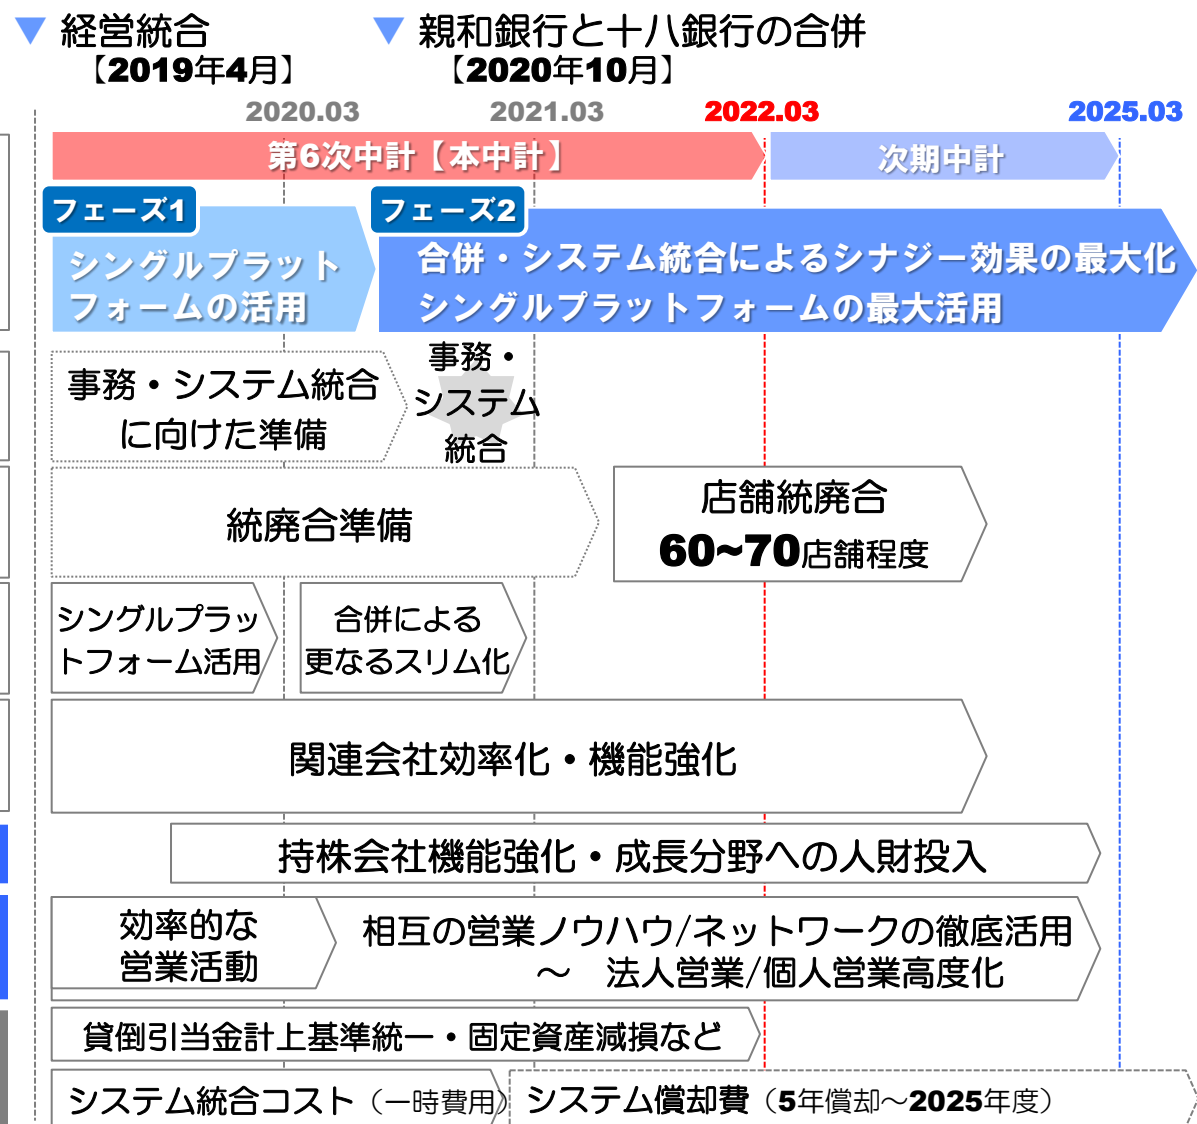 ▼ 経営統合
【2019年4月】
▼ 親和銀行と十八銀行の合併
【2020年10月】
2020.03
2021.03
2022.03
2025.03
第6次中計【本中計】
次期中計
フェーズ1
シングルプラット
フォームの活用
フェーズ2
合併・システム統合によるシナジー効果の最大化
シングルプラットフォームの最大活用
事務・システム統合
に向けた準備
事務・
システム
統合
統廃合準備
店舗統廃合
60~70店舗程度
シングルプラッ
トフォーム活用
合併による
更なるスリム化
関連会社効率化・機能強化
持株会社機能強化・成長分野への人財投入
効率的な
営業活動
相互の営業ノウハウ/ネットワークの徹底活用
～　法人営業/個人営業高度化
貸倒引当金計上基準統一・固定資産減損など
システム統合コスト（一時費用）
システム償却費（5年償却～2025年度）